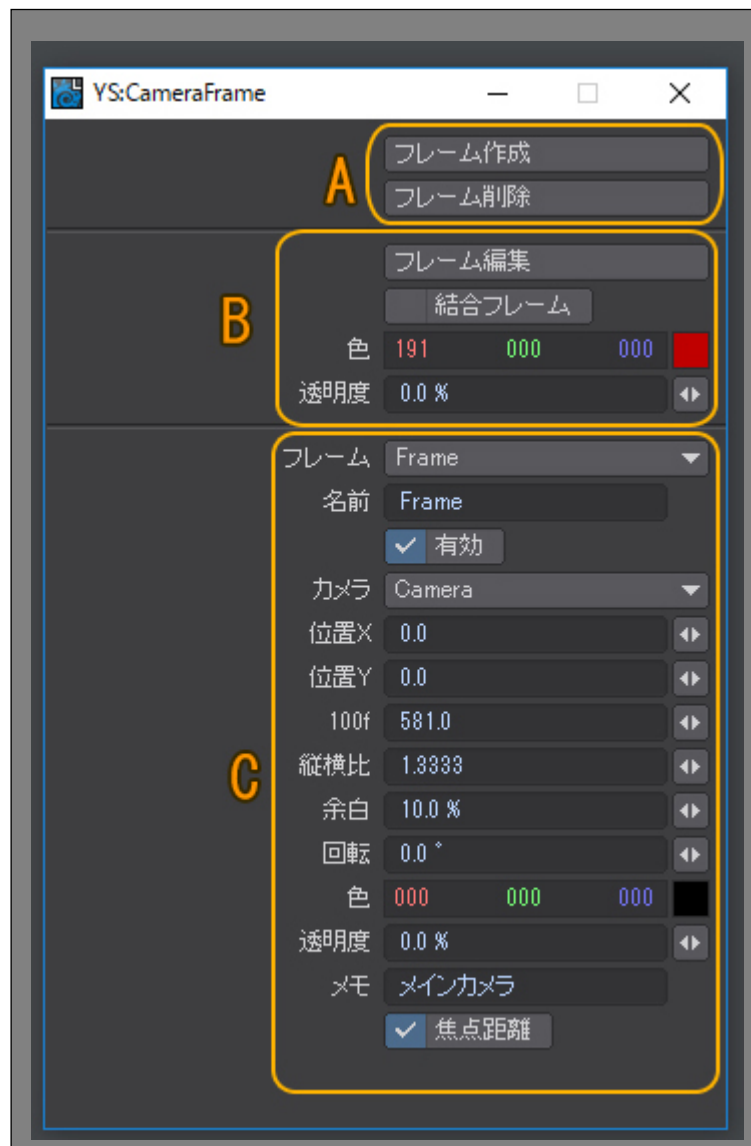 YS:CameraFrame
A
フレーム作成
フレーム削除
B
フレーム編集
結合フレーム
色 191 000 000
透明度 0.0 %
C
フレーム Frame
名前 Frame
有効
カメラ Camera
位置X 0.0
位置Y 0.0
100f 581.0
縦横比 1.3333
余白 10.0 %
回転 0.0 °
色 000 000 000
透明度 0.0 %
メモ メインカメラ
焦点距離